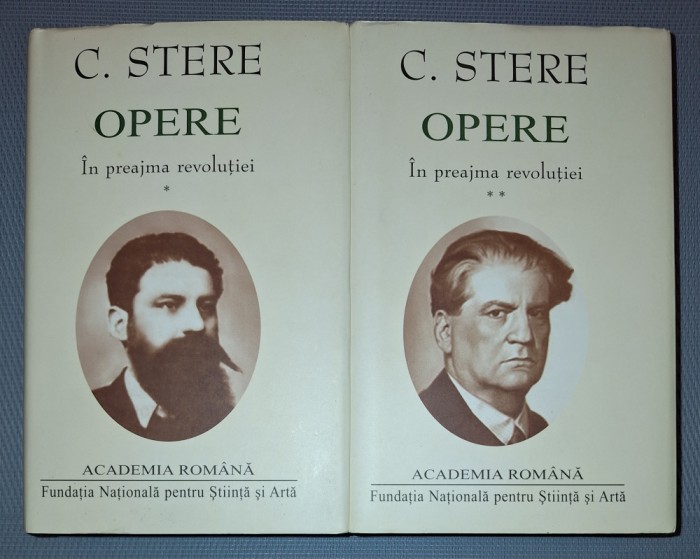 C. STERE
OPERE
În preajma revoluției
*
ACADEMIA ROMÂNĂ
Fundația Națională pentru Știință și Artă
C. STERE
OPERE
În preajma revoluției
* *
ACADEMIA ROMÂNĂ
Fundația Națională pentru Știință și Artă